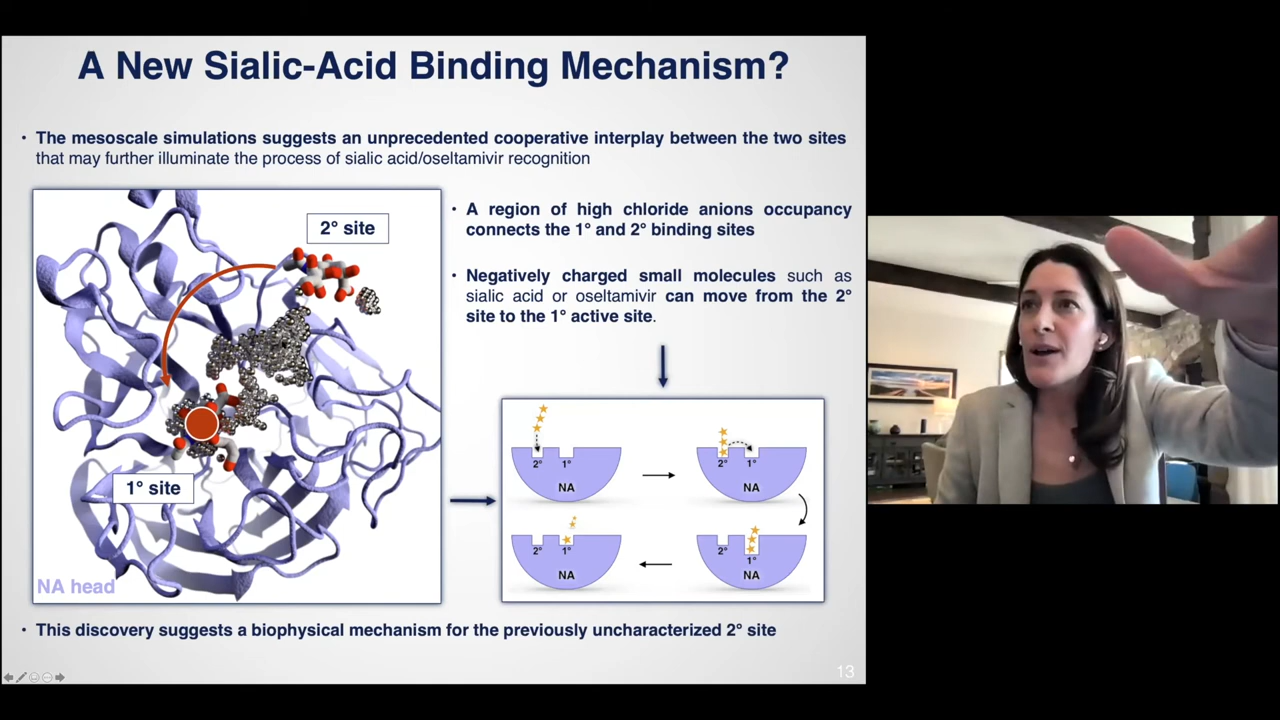 A New Sialic-Acid Binding Mechanism?
• The mesoscale simulations suggests an unprecedented cooperative interplay between the two sites
that may further illuminate the process of sialic acid/oseltamivir recognition
2° site
1° site
NA head
• A region of high chloride anions occupancy
connects the 1° and 2° binding sites
• Negatively charged small molecules such as
sialic acid or oseltamivir can move from the 2°
site to the 1° active site.
2° 1°
NA
2° 1°
NA
2° 1°
NA
2°
1°
NA
• This discovery suggests a biophysical mechanism for the previously uncharacterized 2° site
13